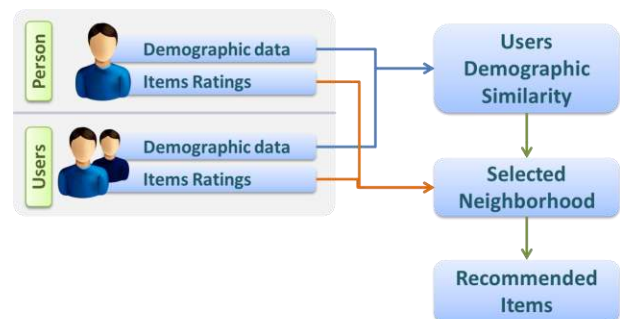 Person
Demographic data
Items Ratings
Users
Demographic data
Items Ratings
Users
Demographic
Similarity
Selected
Neighborhood
Recommended
Items